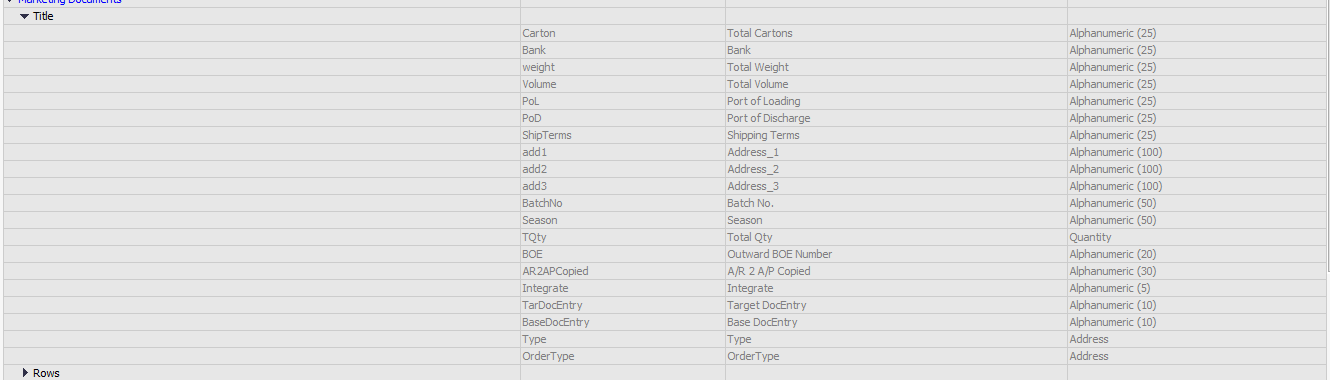 Marketing Documents
Title
Carton Total Cartons Alphanumeric (25)
Bank Bank Alphanumeric (25)
weight Total Weight Alphanumeric (25)
Volume Total Volume Alphanumeric (25)
PoL Port of Loading Alphanumeric (25)
PoD Port of Discharge Alphanumeric (25)
ShipTerms Shipping Terms Alphanumeric (25)
add1 Address_1 Alphanumeric (100)
add2 Address_2 Alphanumeric (100)
add3 Address_3 Alphanumeric (100)
BatchNo Batch No. Alphanumeric (50)
Season Season Alphanumeric (50)
TQty Total Qty Quantity
BOE Outward BOE Number Alphanumeric (20)
AR2APCopied A/R 2 A/P Copied Alphanumeric (30)
Integrate Integrate Alphanumeric (5)
TarDocEntry Target DocEntry Alphanumeric (10)
BaseDocEntry Base DocEntry Alphanumeric (10)
Type Type Address
OrderType OrderType Address
Rows